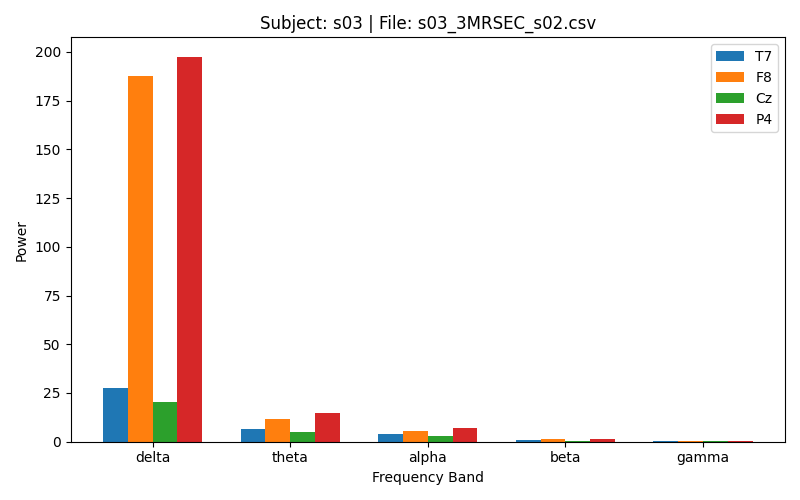 Subject: s03 | File: s03_3MRSEC_s02.csv
T7
F8
Cz
P4
200
175
150
125
100
75
50
25
0
Power
delta theta alpha beta gamma
Frequency Band